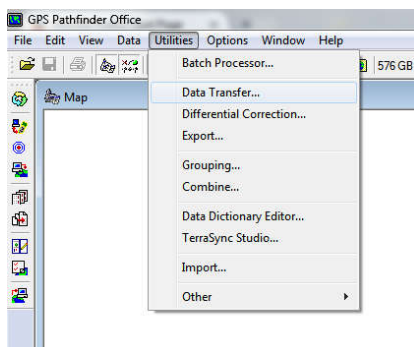 GPS Pathfinder Office
File Edit View Data Utilities Options Window Help
Batch Processor... 576 GB
Map Data Transfer...
Differential Correction...
Export...
Grouping...
Combine...
Data Dictionary Editor...
TerraSync Studio...
Import...
Other